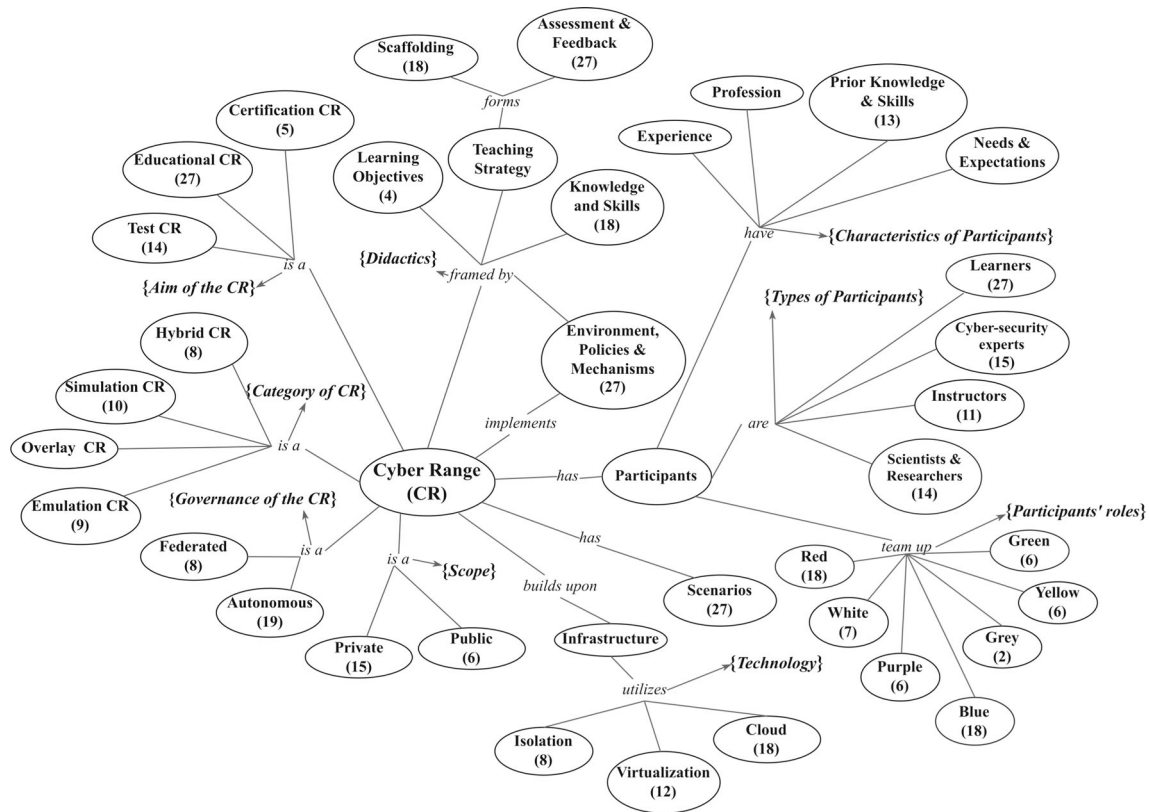 Assessment &
Feedback
(27)
Scaffolding
(18)
forms
Teaching
Strategy
Certification CR
(5)
Educational CR
(27)
Test CR
(14)
is a
{Aim of the CR}
Learning
Objectives
(4)
Knowledge
and Skills
(18)
{Didactics}
framed by
Environment,
Policies &
Mechanisms
(27)
implements
Profession
Prior Knowledge
& Skills
(13)
Experience
Needs &
Expectations
have
{Characteristics of Participants}
{Types of Participants}
Learners
(27)
Cyber-security
experts
(15)
Instructors
(11)
are
Scientists &
Researchers
(14)
Hybrid CR
(8)
{Category of CR}
Simulation CR
(10)
Overlay CR
is a
Emulation CR
(9)
Cyber Range
(CR)
has
Participants
{Governance of the CR}
Federated
(8)
is a
Autonomous
(19)
is a
{Scope}
Private
(15)
Public
(6)
builds upon
has
Scenarios
(27)
Infrastructure
{Technology}
utilizes
Isolation
(8)
Virtualization
(12)
Cloud
(18)
{Participants' roles}
team up
Red
(18)
Green
(6)
White
(7)
Yellow
(6)
Purple
(6)
Grey
(2)
Blue
(18)